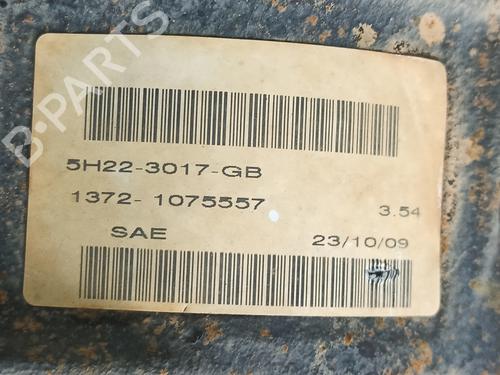 B-PARTS
5H22-3017-GB
1372- 1075557
3.54
SAE
23/10/09